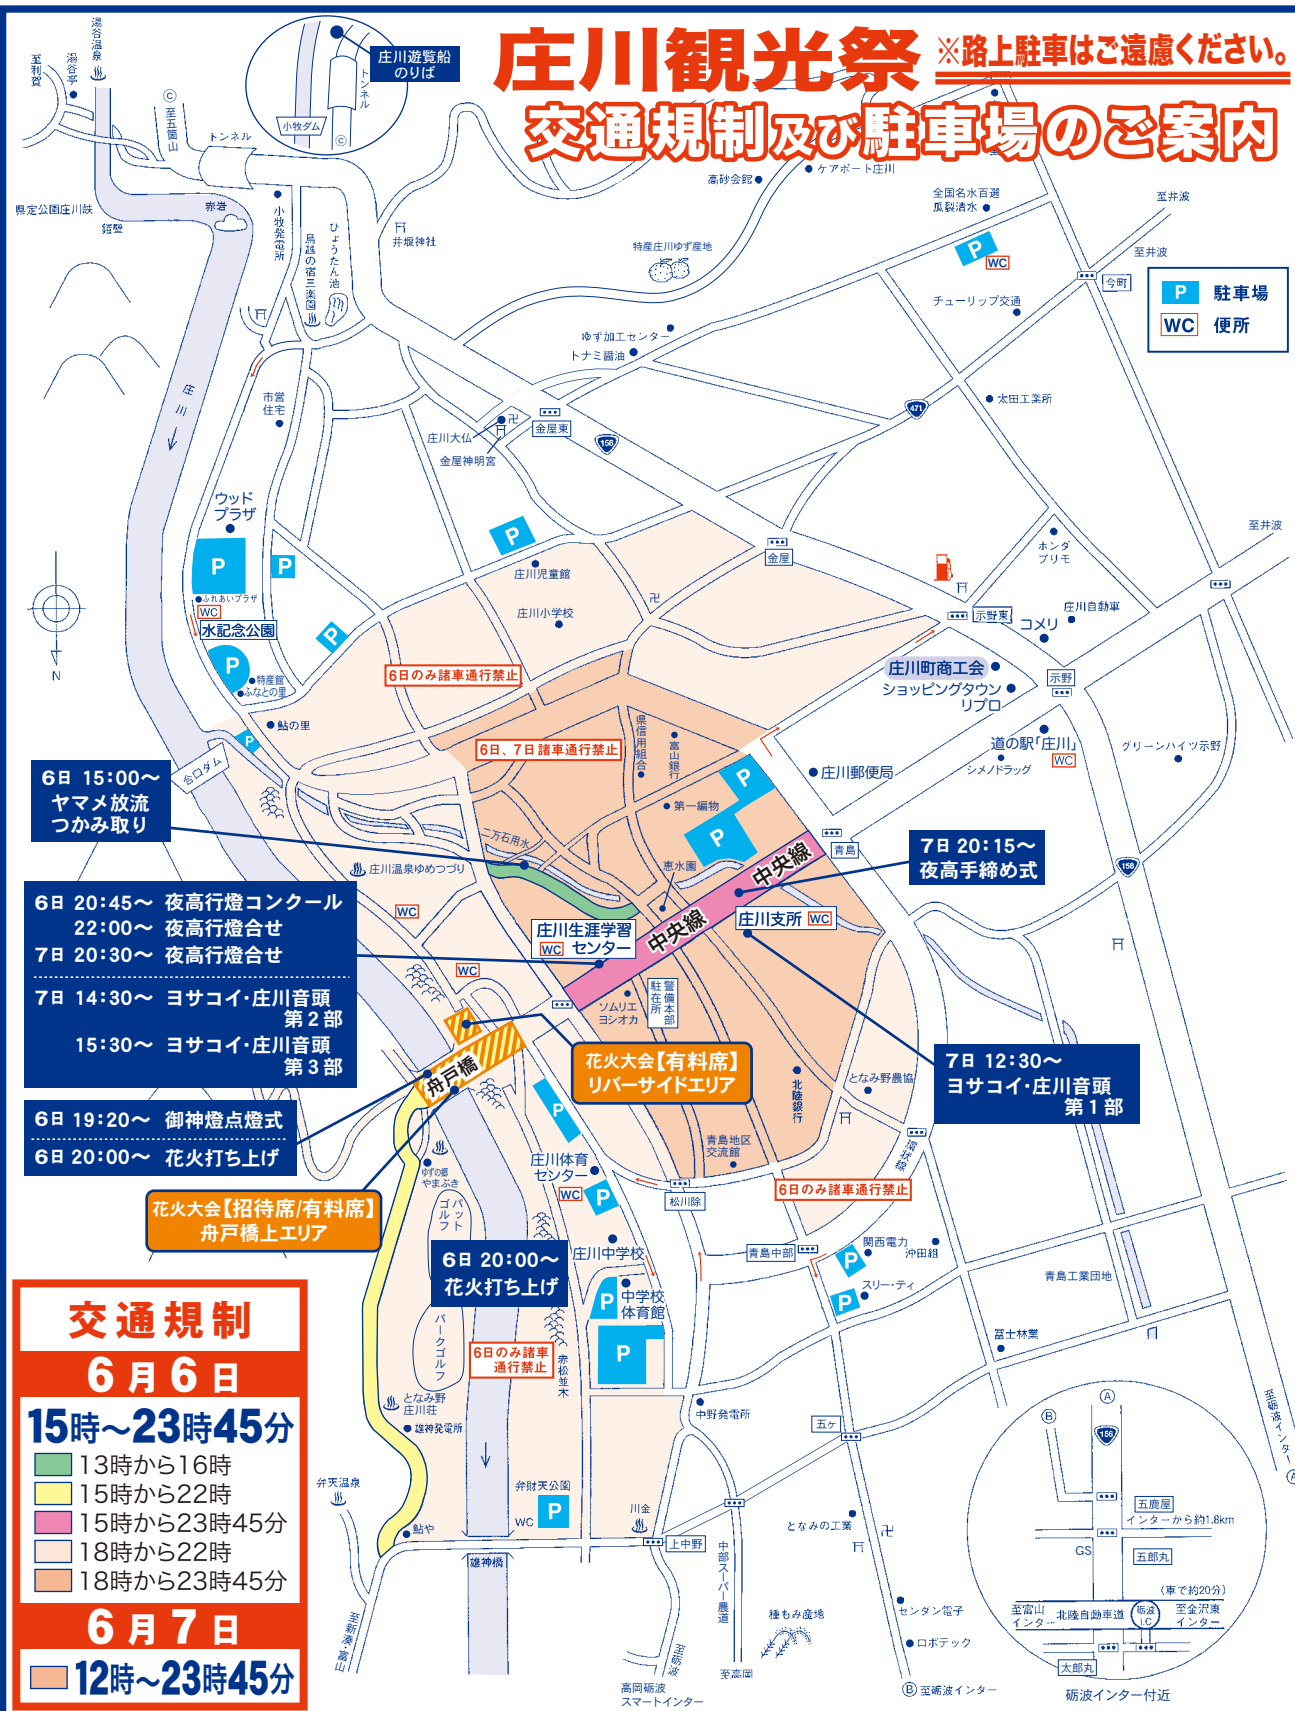 庄川観光祭
※路上駐車はご遠慮ください。
交通規制及び駐車場のご案内
湯谷温泉
湯谷亭
至利賀
Ⓒ至五箇山
トンネル
庄川遊覧船
のりば
トンネル
小牧ダム
Ⓒ
県定公園庄川峡
鎧壁
赤岩
小牧発電所
鳥越の宿三楽園
ひょうたん池
井堰神社
高砂会館
ケアポート庄川
全国名水百選
瓜裂清水
至井波
至井波
P
WC
今町
特産庄川ゆず産地
チューリップ交通
P 駐車場
WC 便所
ゆず加工センター
トナミ醤油
太田工業所
471
市営
住宅
庄川
庄川大仏
金屋神明宮
金屋東
156
ウッド
プラザ
P
P
P
庄川児童館
金屋
ホンダ
プリモ
至井波
ふれあいプラザ
WC
水記念公園
P
庄川小学校
示野東
コメリ
庄川自動車
P
特産館
ふなとの里
N
6日のみ諸車通行禁止
庄川町商工会
ショッピングタウン
リブロ
示野
鮎の里
P
合口ダム
6日、7日諸車通行禁止
県信用組合
富山銀行
道の駅「庄川」
シメノドラッグ
WC
グリーンハイツ示野
庄川郵便局
P
第一編物
P
6日 15:00〜
ヤマメ放流
つかみ取り
二万石用水
恵水園
中央線
青島
7日 20:15〜
夜高手締め式
156
庄川温泉ゆめつづり
WC
6日 20:45〜 夜高行燈コンクール
22:00〜 夜高行燈合せ
7日 20:30〜 夜高行燈合せ
7日 14:30〜 ヨサコイ・庄川音頭
第2部
15:30〜 ヨサコイ・庄川音頭
第3部
庄川生涯学習
WC センター
中央線
庄川支所 WC
WC
ソムリエ
ヨシオカ
警備本部
駐在所
花火大会【有料席】
リバーサイドエリア
7日 12:30〜
ヨサコイ・庄川音頭
第1部
舟戸橋
P
北陸銀行
となみ野農協
6日 19:20〜 御神燈点燈式
6日 20:00〜 花火打ち上げ
青島地区
交流館
環状線
ゆずの郷
やまぶき
庄川体育
センター
WC
P
6日のみ諸車通行禁止
松川除
花火大会【招待席/有料席】
舟戸橋上エリア
パット
ゴルフ
6日 20:00〜
花火打ち上げ
庄川中学校
青島中部
関西電力
沖田組
P
スリー・ティ
P
青島工業団地
P
中学校
体育館
P
パークゴルフ
6日のみ諸車
通行禁止
赤松並木
冨士林業
交通規制
6月6日
15時〜23時45分
13時から16時
15時から22時
15時から23時45分
18時から22時
18時から23時45分
6月7日
12時〜23時45分
となみ野
庄川荘
雄神発電所
中野発電所
五ケ
至砺波インター
Ⓐ
弁天温泉
弁財天公園
WC
P
川金
となみの工業
鮎や
雄神橋
上中野
中部スーパー農道
至新湊・富山
種もみ産地
至砺波
至高岡
高岡砺波
スマートインター
センダン電子
ロボテック
Ⓑ 至砺波インター
Ⓐ
Ⓑ
156
五鹿屋
インターから約1.8km
GS
五郎丸
（車で約20分）
至富山
インター
北陸自動車道
砺波
I.C
至金沢東
インター
太郎丸
砺波インター付近